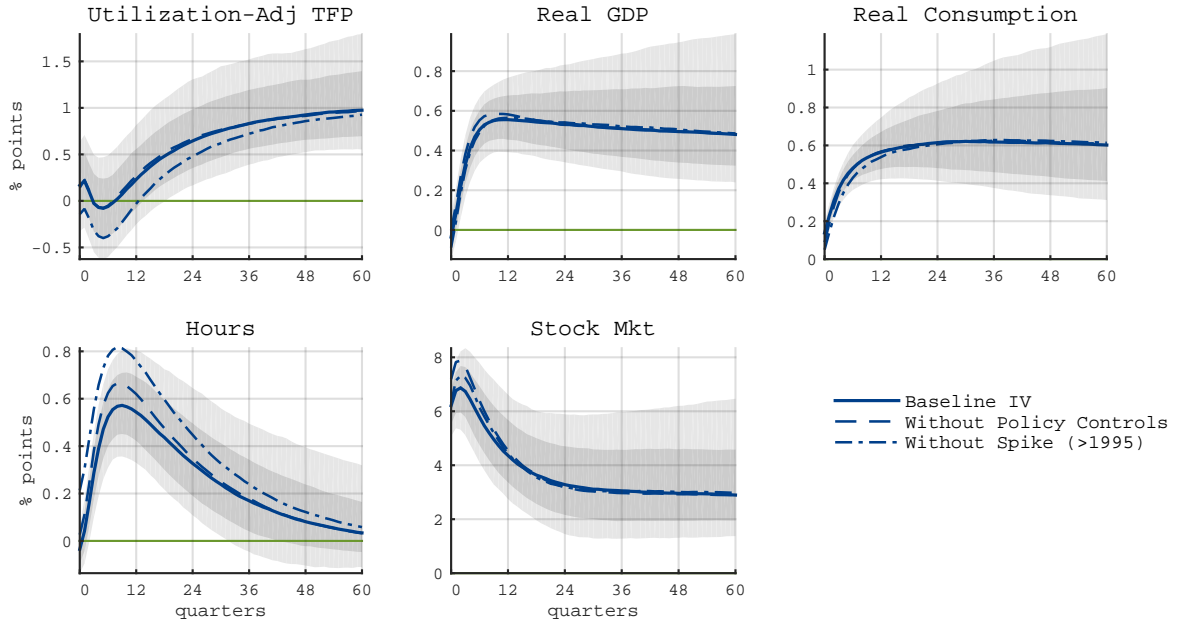 Utilization-Adj TFP
Real GDP
Real Consumption
% points
1.5
1
0.5
0
-0.5
0 12 24 36 48 60
0.8
0.6
0.4
0.2
0
0 12 24 36 48 60
1
0.8
0.6
0.4
0.2
0
0 12 24 36 48 60
Hours
Stock Mkt
% points
0.8
0.6
0.4
0.2
0
0 12 24 36 48 60
quarters
8
6
4
2
0
0 12 24 36 48 60
quarters
Baseline IV
Without Policy Controls
Without Spike (>1995)